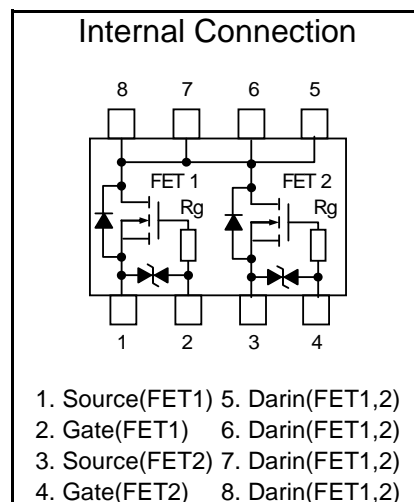 Internal Connection
8 7 6 5
FET 1 FET 2
Rg Rg
1 2 3 4
1. Source(FET1) 5. Darin(FET1,2)
2. Gate(FET1) 6. Darin(FET1,2)
3. Source(FET2) 7. Darin(FET1,2)
4. Gate(FET2) 8. Darin(FET1,2)